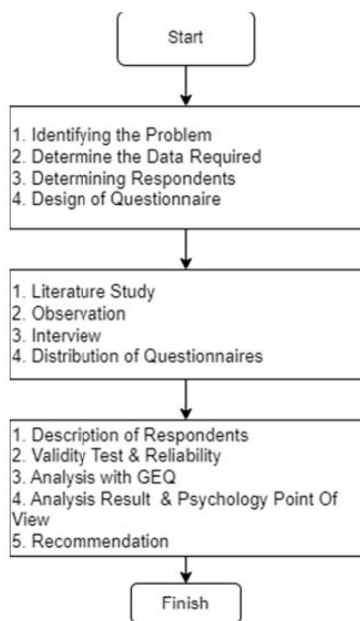 Start
1. Identifying the Problem
2. Determine the Data Required
3. Determining Respondents
4. Design of Questionnaire
1. Literature Study
2. Observation
3. Interview
4. Distribution of Questionnaires
1. Description of Respondents
2. Validity Test & Reliability
3. Analysis with GEQ
4. Analysis Result & Psychology Point Of
View
5. Recommendation
Finish